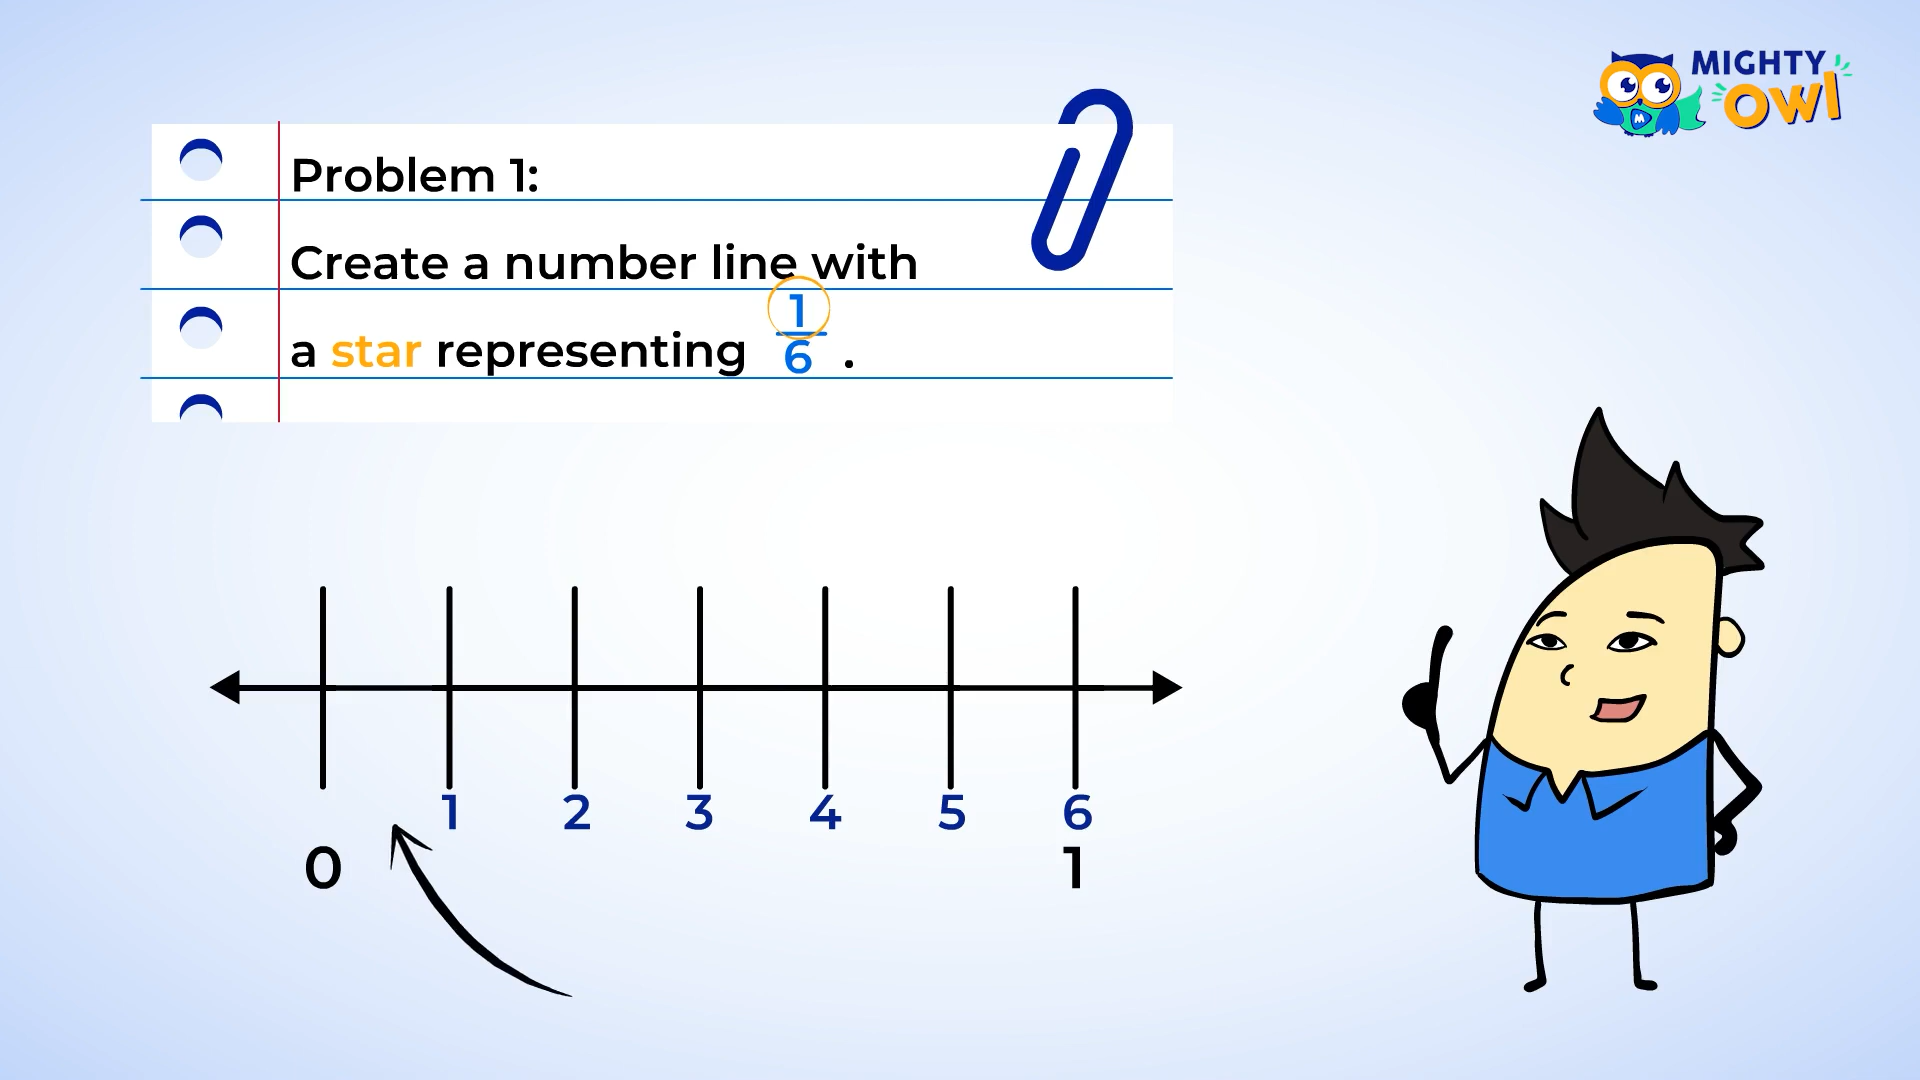 MIGHTY
owl
M
Problem 1:
Create a number line with
a star representing 1/6 .
1 2 3 4 5 6
0 1